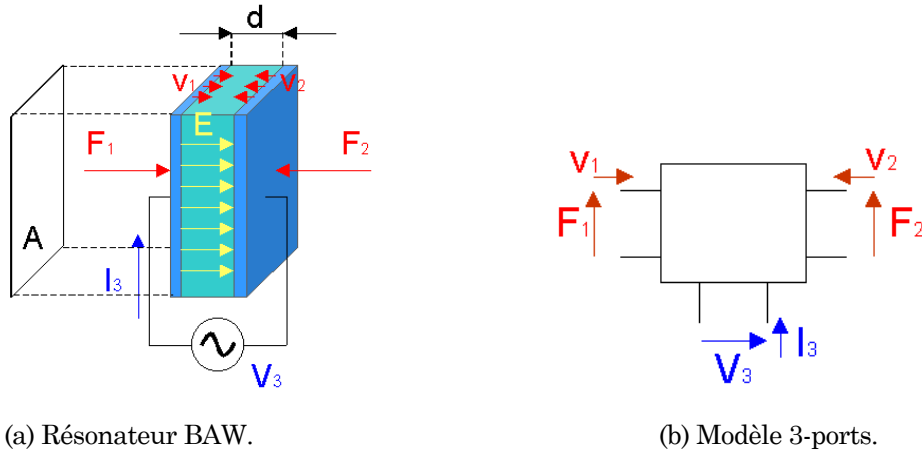 d
v1 v2
E
F1 F2
A
I3
V3
(a) Résonateur BAW.
v1 v2
F1 F2
V3 I3
(b) Modèle 3-ports.